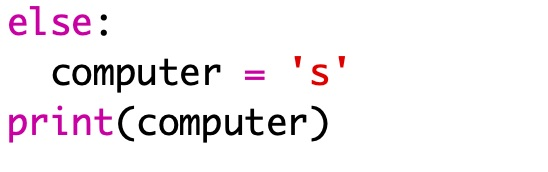 else:
  computer = 's'
print(computer)